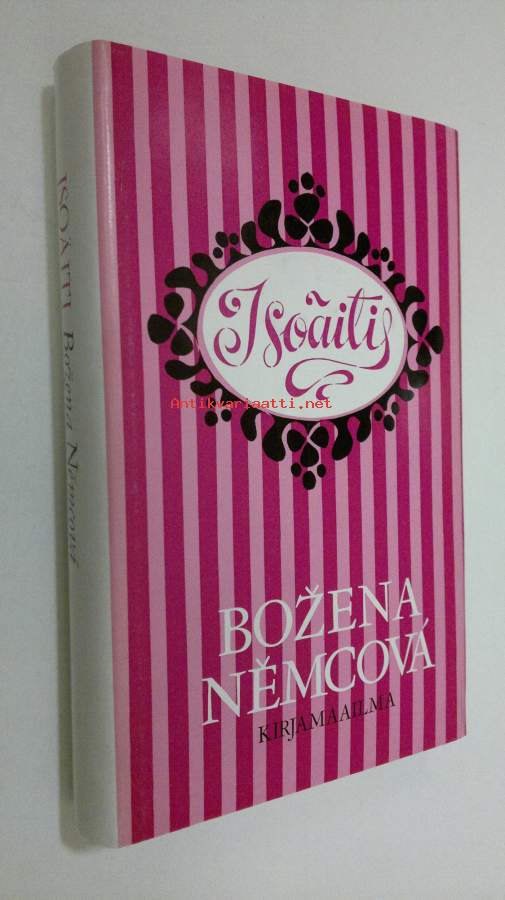 ISOÄITI Božena Němcová
Isoäiti
Antikvariaatti.net
BOŽENA
NĚMCOVÁ
KIRJAMAAILMA